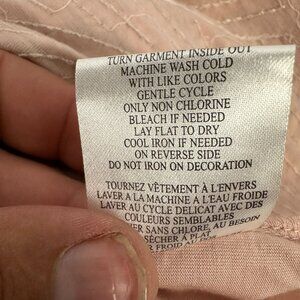 TURN GARMENT INSIDE OUT
MACHINE WASH COLD
WITH LIKE COLORS
GENTLE CYCLE
ONLY NON CHLORINE
BLEACH IF NEEDED
LAY FLAT TO DRY
COOL IRON IF NEEDED
ON REVERSE SIDE
DO NOT IRON ON DECORATION
TOURNEZ VÊTEMENT À L'ENVERS
LAVER A LA MACHINE A L'EAU FROIDE
LAVER AU CYCLE DELICAT AVEC DES
COULEURS SEMBLABLES
SANS CHLORE, AU BESOIN
SÉCHER À PLAT
FROID